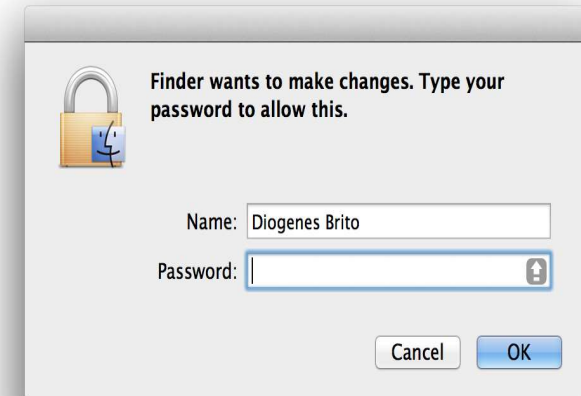 Finder wants to make changes. Type your
password to allow this.
Name: Diogenes Brito
Password:
Cancel OK